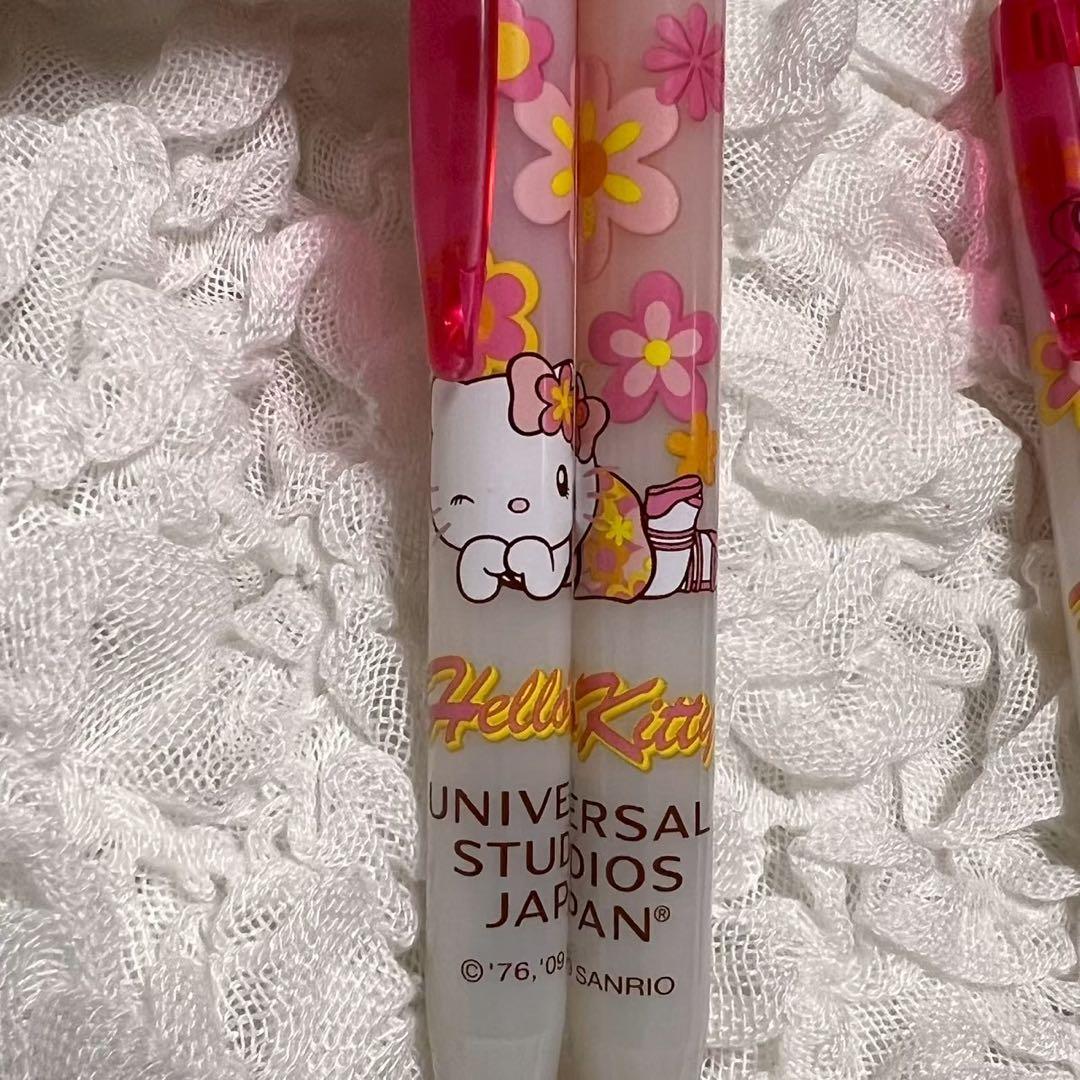 Hello Kitty
UNIVERSAL
STUDIOS
JAPAN®
© '76, '09 SANRIO